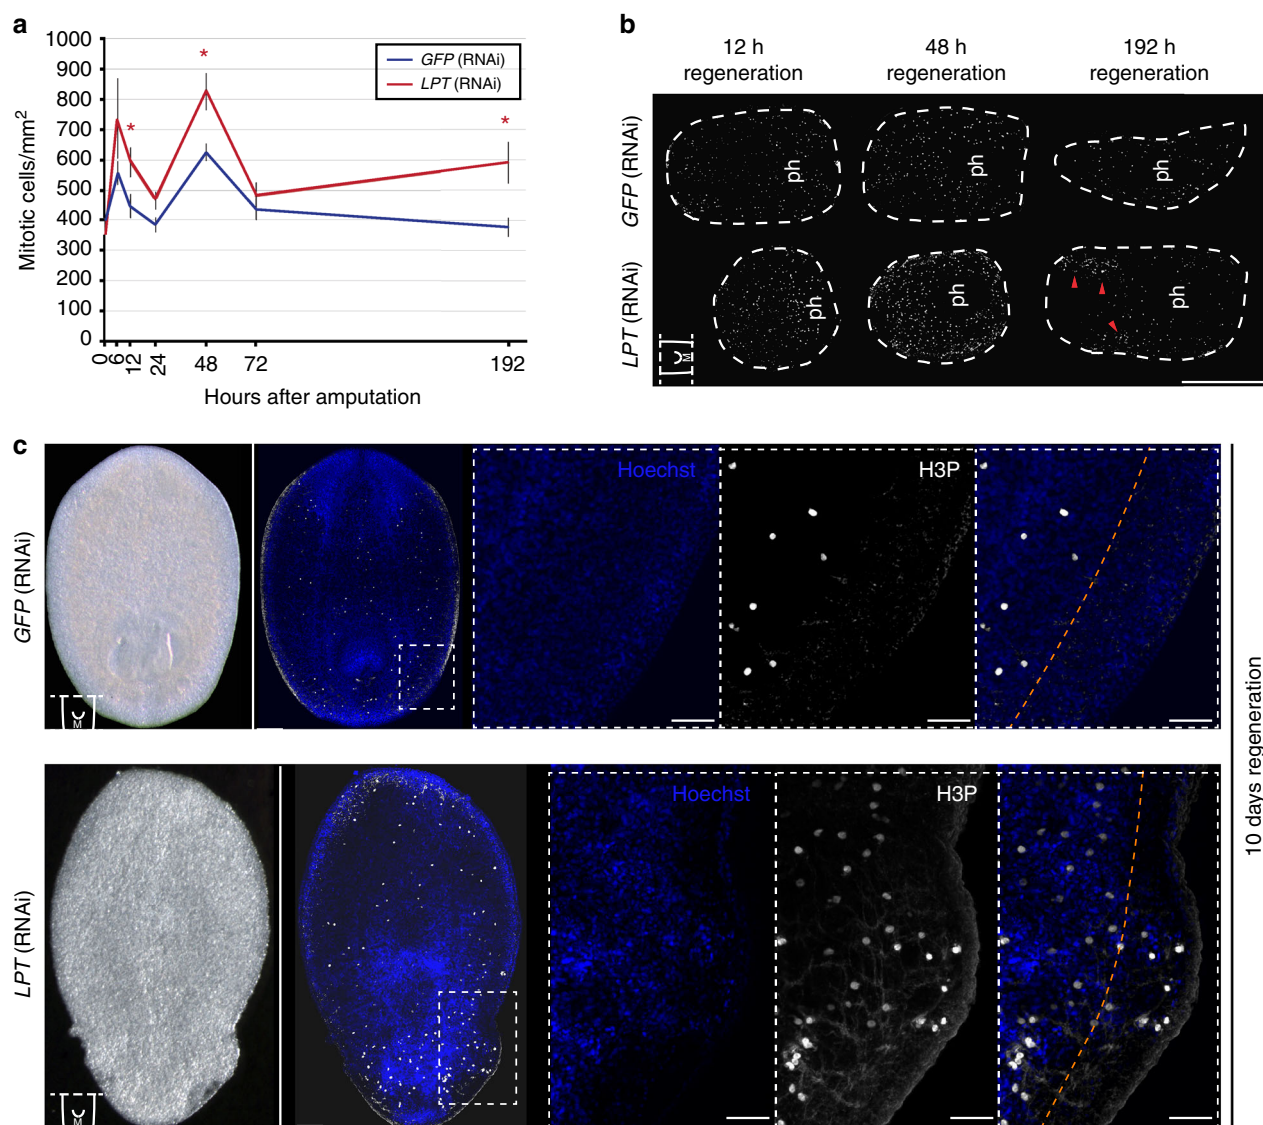 a
1000
900
800
700
600
500
400
300
200
100
0
Mitotic cells/mm2
GFP (RNAi)
LPT (RNAi)
*
*
*
0 6 12 24 48 72 192
Hours after amputation
b
12 h
regeneration
48 h
regeneration
192 h
regeneration
GFP (RNAi)
ph
ph
ph
LPT (RNAi)
ph
ph
ph
M
c
GFP (RNAi)
M
Hoechst
H3P
LPT (RNAi)
M
Hoechst
H3P
10 days regeneration